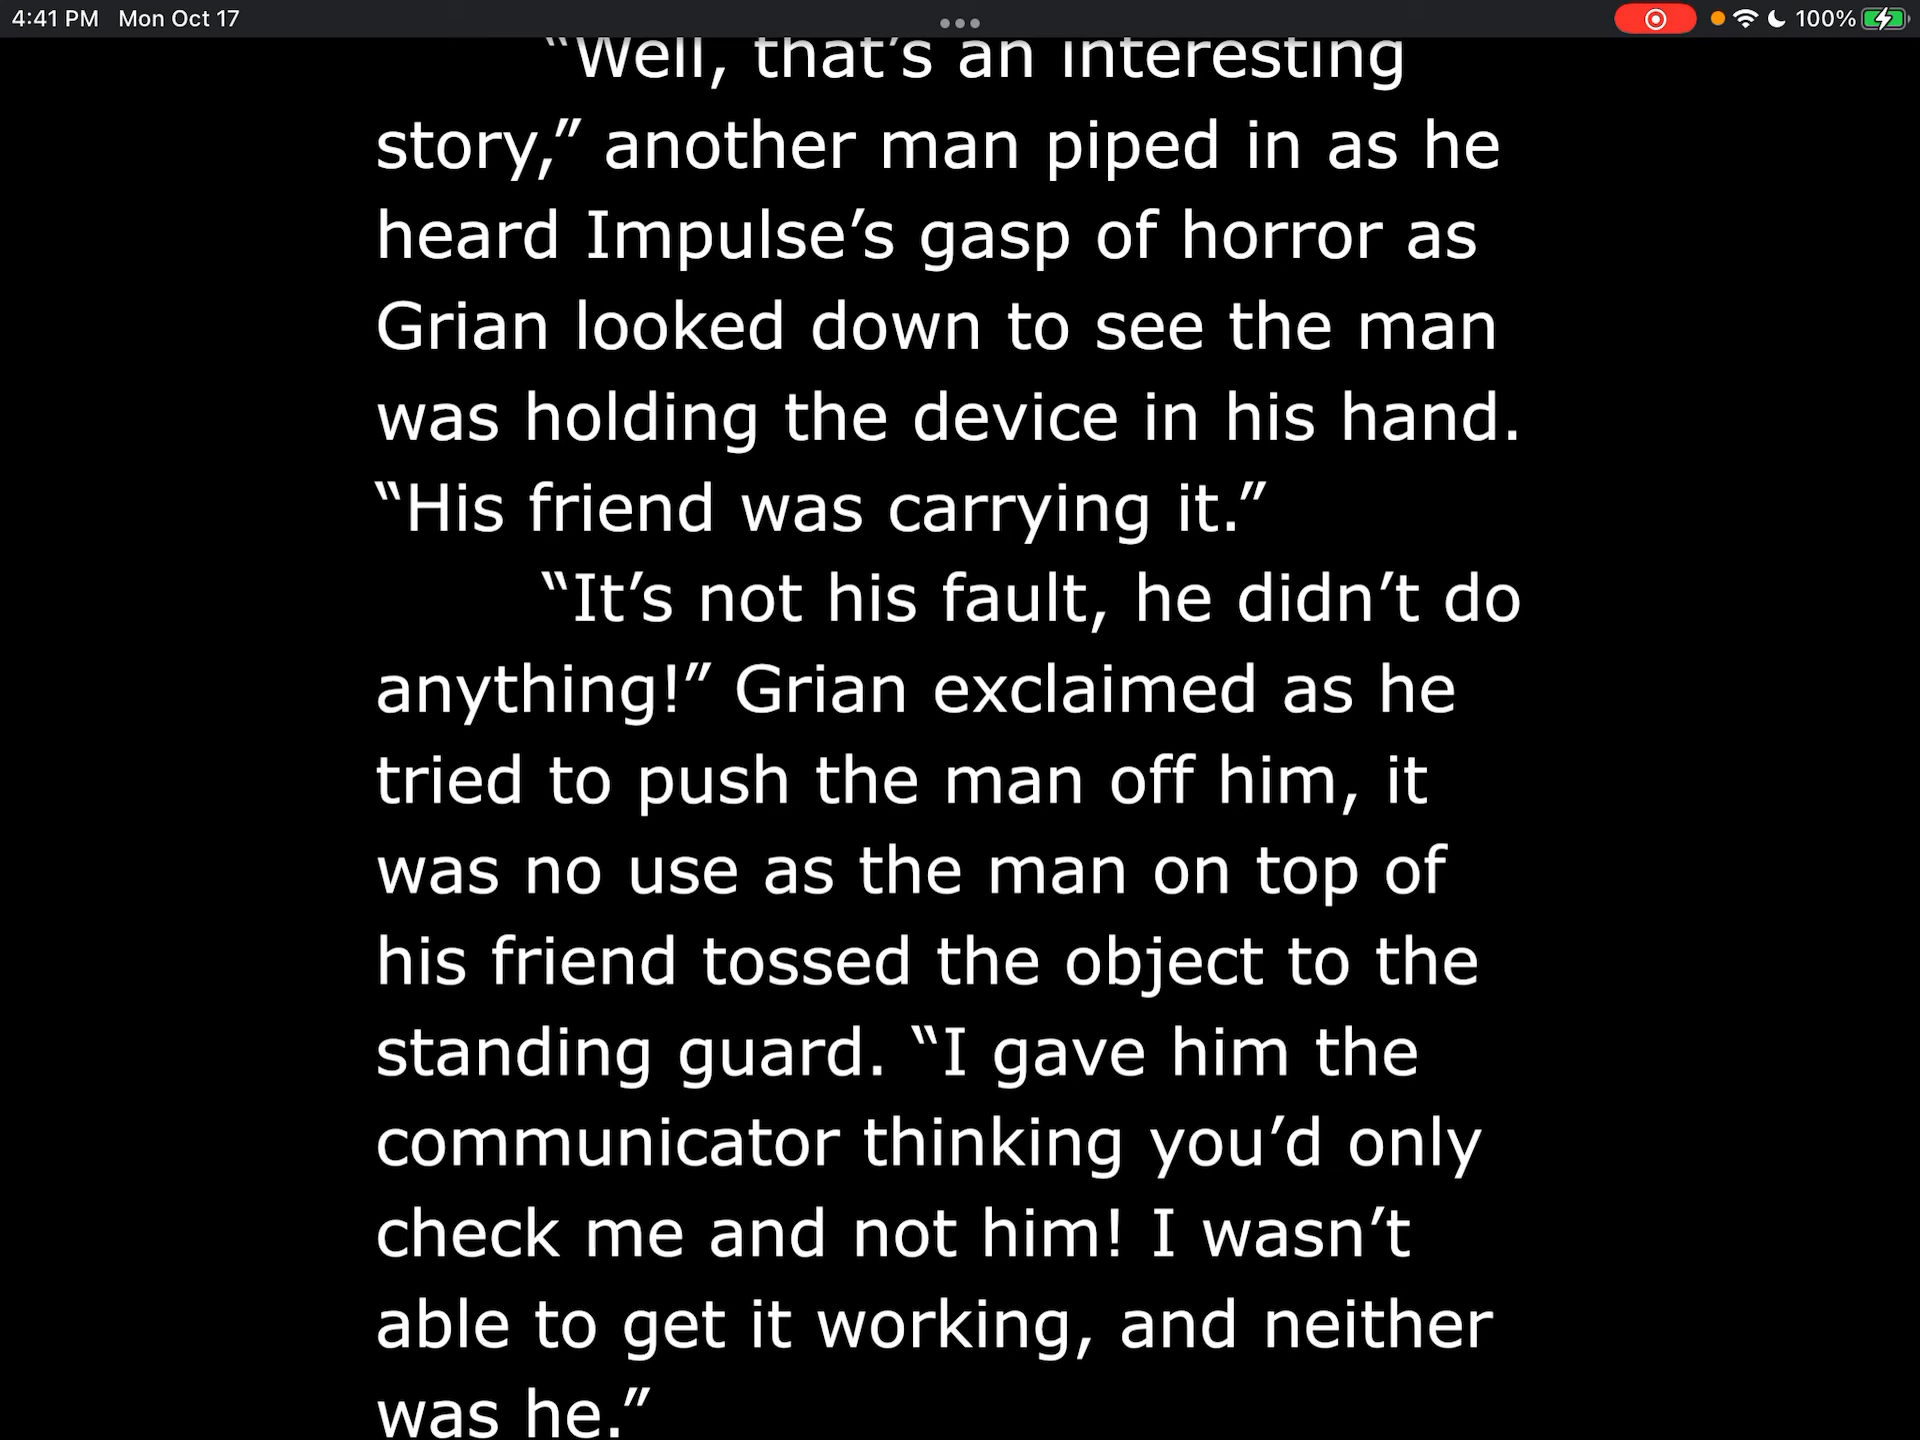 4:41 PM Mon Oct 17
100%
“Well, that’s an interesting
story,” another man piped in as he
heard Impulse’s gasp of horror as
Grian looked down to see the man
was holding the device in his hand.
“His friend was carrying it.”
“It’s not his fault, he didn’t do
anything!” Grian exclaimed as he
tried to push the man off him, it
was no use as the man on top of
his friend tossed the object to the
standing guard. “I gave him the
communicator thinking you’d only
check me and not him! I wasn’t
able to get it working, and neither
was he.”